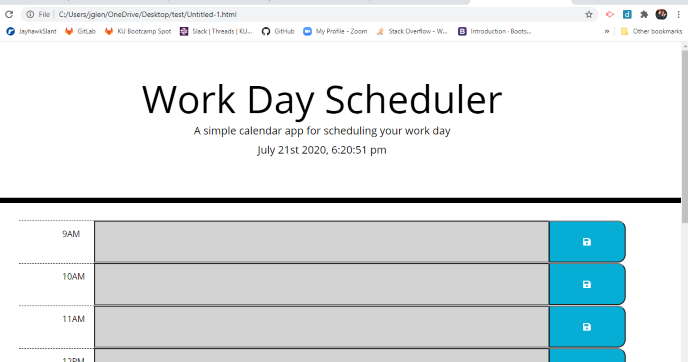 File | C:/Users/jglen/OneDrive/Desktop/test/Untitled-1.html
JayhawkSlant GitLab KU Bootcamp Spot Slack | Threads | KU... GitHub My Profile - Zoom Stack Overflow - W... Introduction · Boots... » Other bookmarks
Work Day Scheduler
A simple calendar app for scheduling your work day
July 21st 2020, 6:20:51 pm
9AM
10AM
11AM
12PM